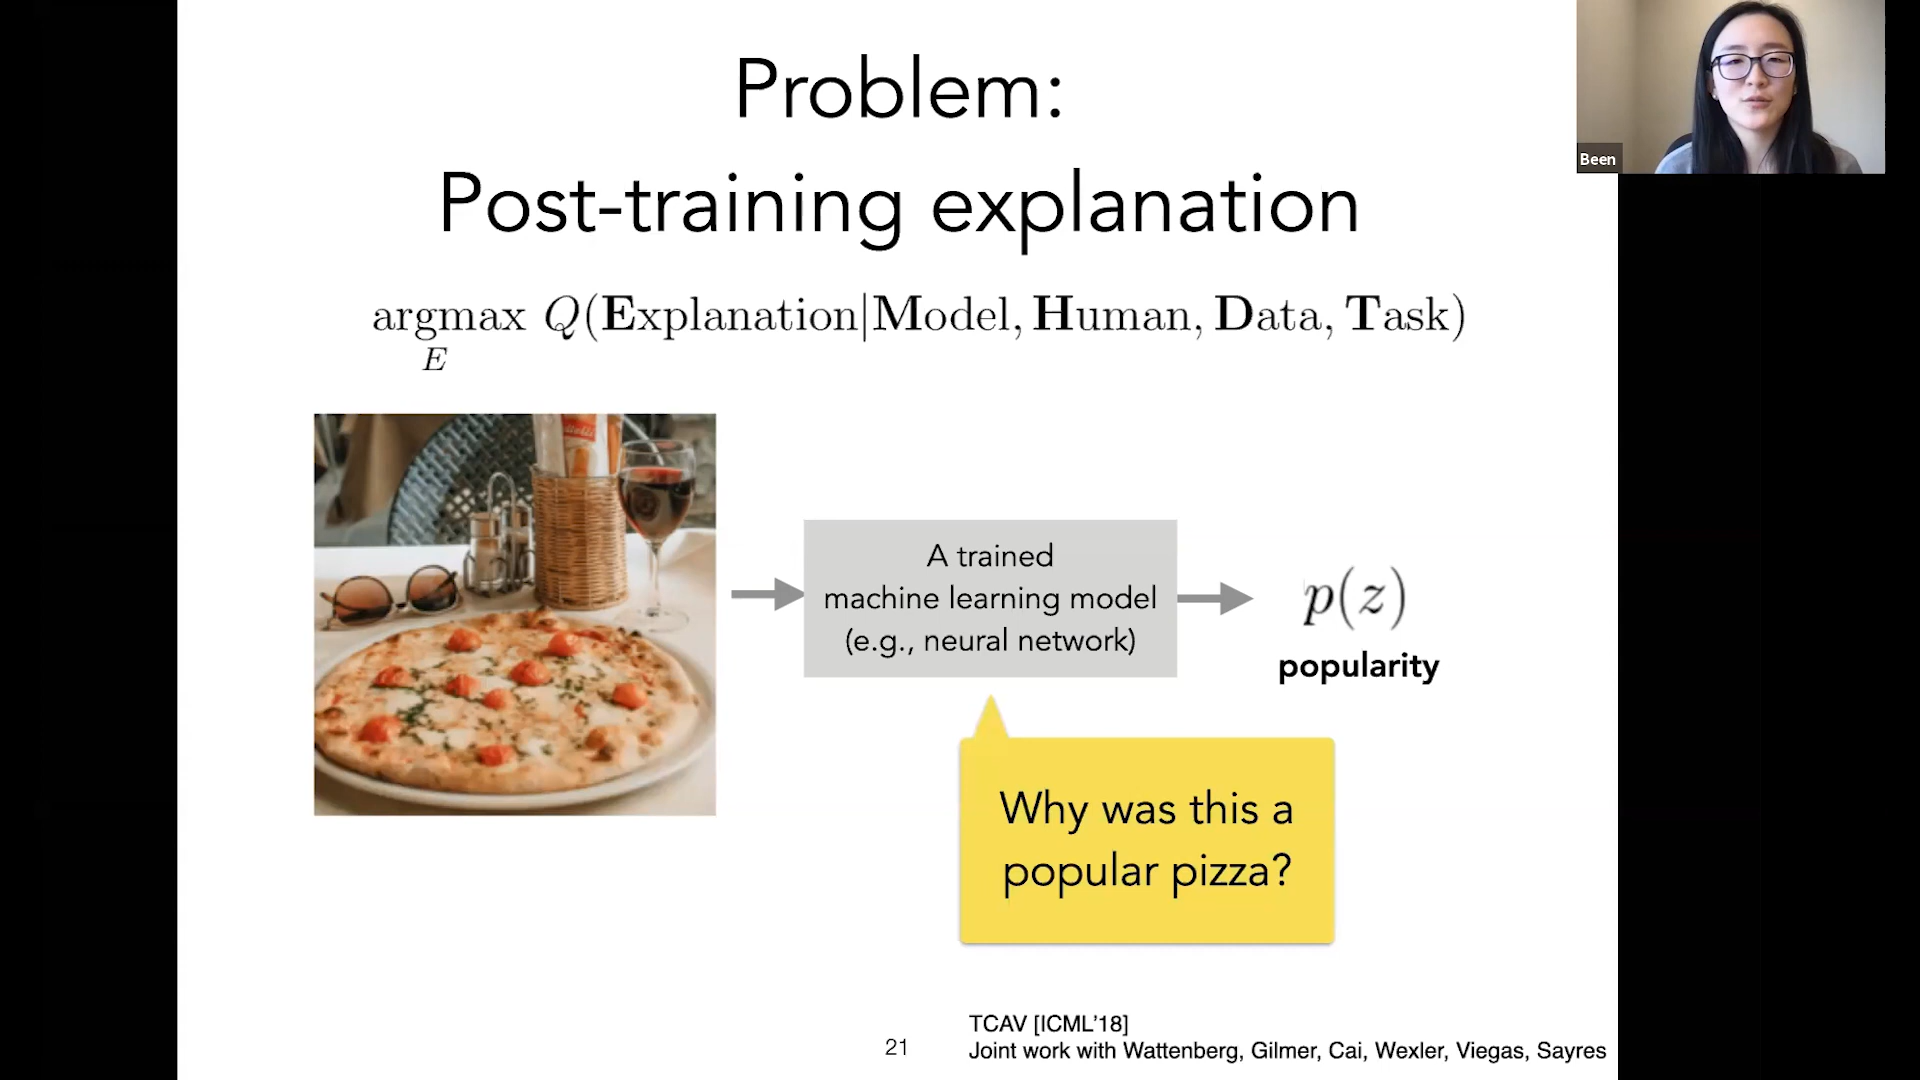 Problem:
Post-training explanation
argmax Q(Explanation|Model, Human, Data, Task)
E
Been
A trained
machine learning model
(e.g., neural network)
p(z)
popularity
Why was this a
popular pizza?
TCAV [ICML'18]
21
Joint work with Wattenberg, Gilmer, Cai, Wexler, Viegas, Sayres